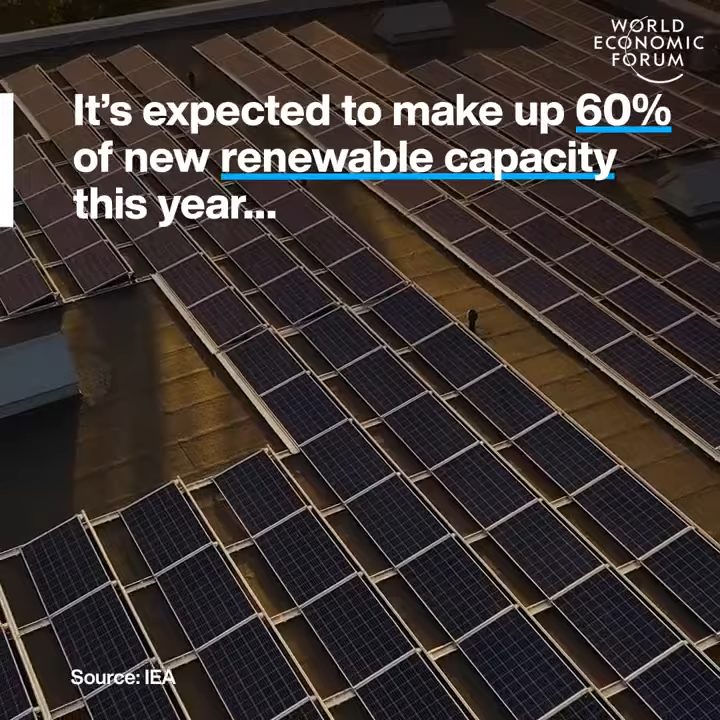 WORLD
ECONOMIC
FORUM
It's expected to make up 60%
of new renewable capacity
this year...
Source: IEA